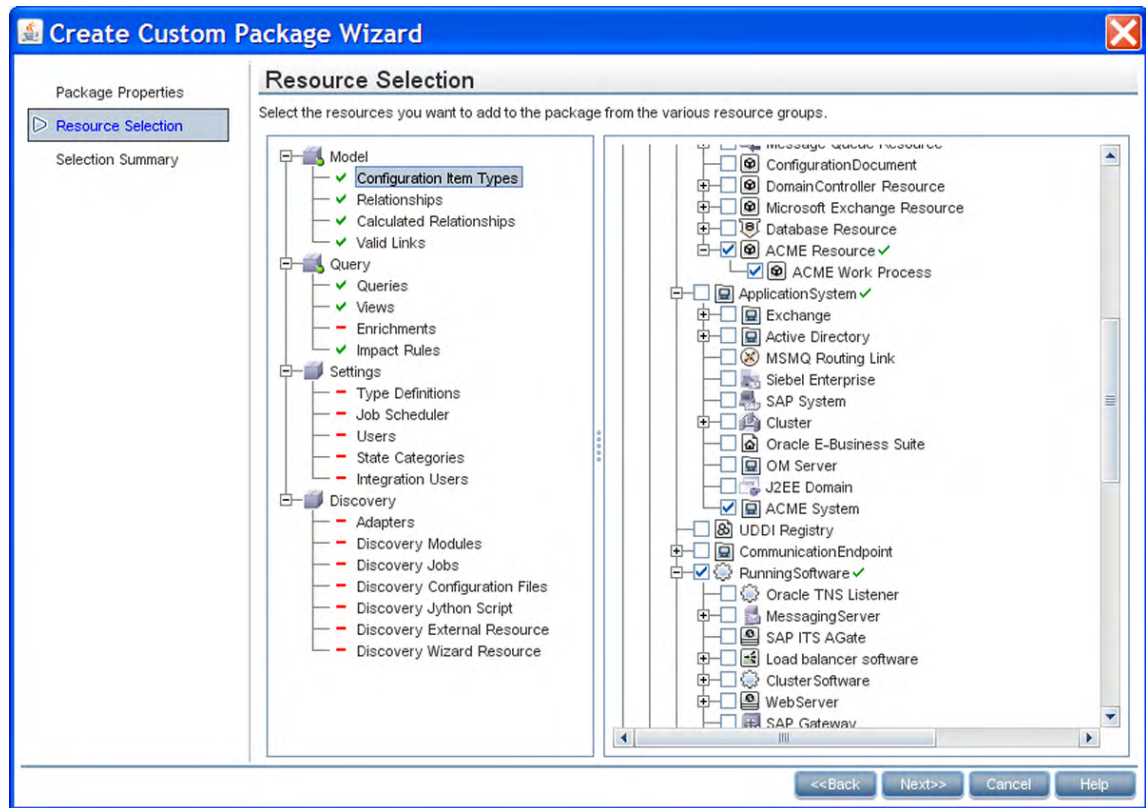 Create Custom Package Wizard
Package Properties
Resource Selection
Selection Summary
Resource Selection
Select the resources you want to add to the package from the various resource groups.
Model
Configuration Item Types
Relationships
Calculated Relationships
Valid Links
Query
Queries
Views
Enrichments
Impact Rules
Settings
Type Definitions
Job Scheduler
Users
State Categories
Integration Users
Discovery
Adapters
Discovery Modules
Discovery Jobs
Discovery Configuration Files
Discovery Jython Script
Discovery External Resource
Discovery Wizard Resource
Message Queue Resource
ConfigurationDocument
DomainController Resource
Microsoft Exchange Resource
Database Resource
ACME Resource
ACME Work Process
ApplicationSystem
Exchange
Active Directory
MSMQ Routing Link
Siebel Enterprise
SAP System
Cluster
Oracle E-Business Suite
OM Server
J2EE Domain
ACME System
UDDI Registry
CommunicationEndpoint
RunningSoftware
Oracle TNS Listener
MessagingServer
SAP ITS AGate
Load balancer software
ClusterSoftware
WebServer
SAP Gateway
<<Back
Next>>
Cancel
Help